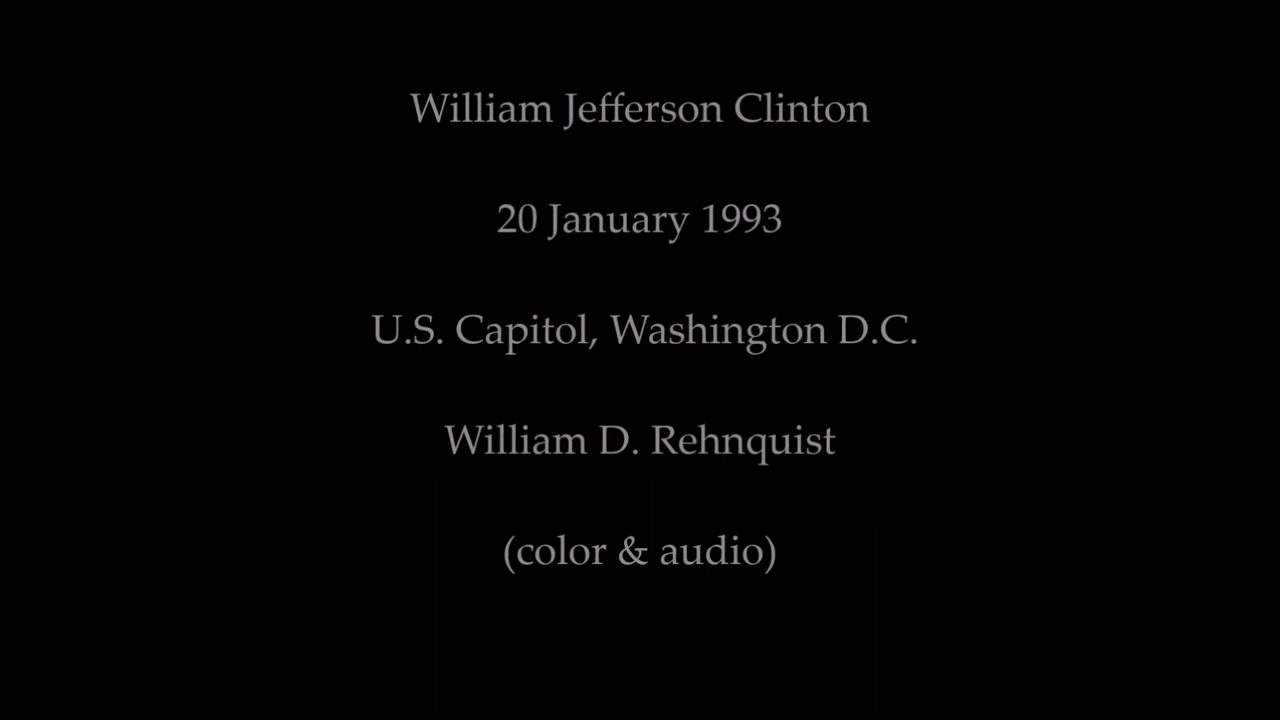 William Jefferson Clinton
20 January 1993
U.S. Capitol, Washington D.C.
William D. Rehnquist
(color & audio)